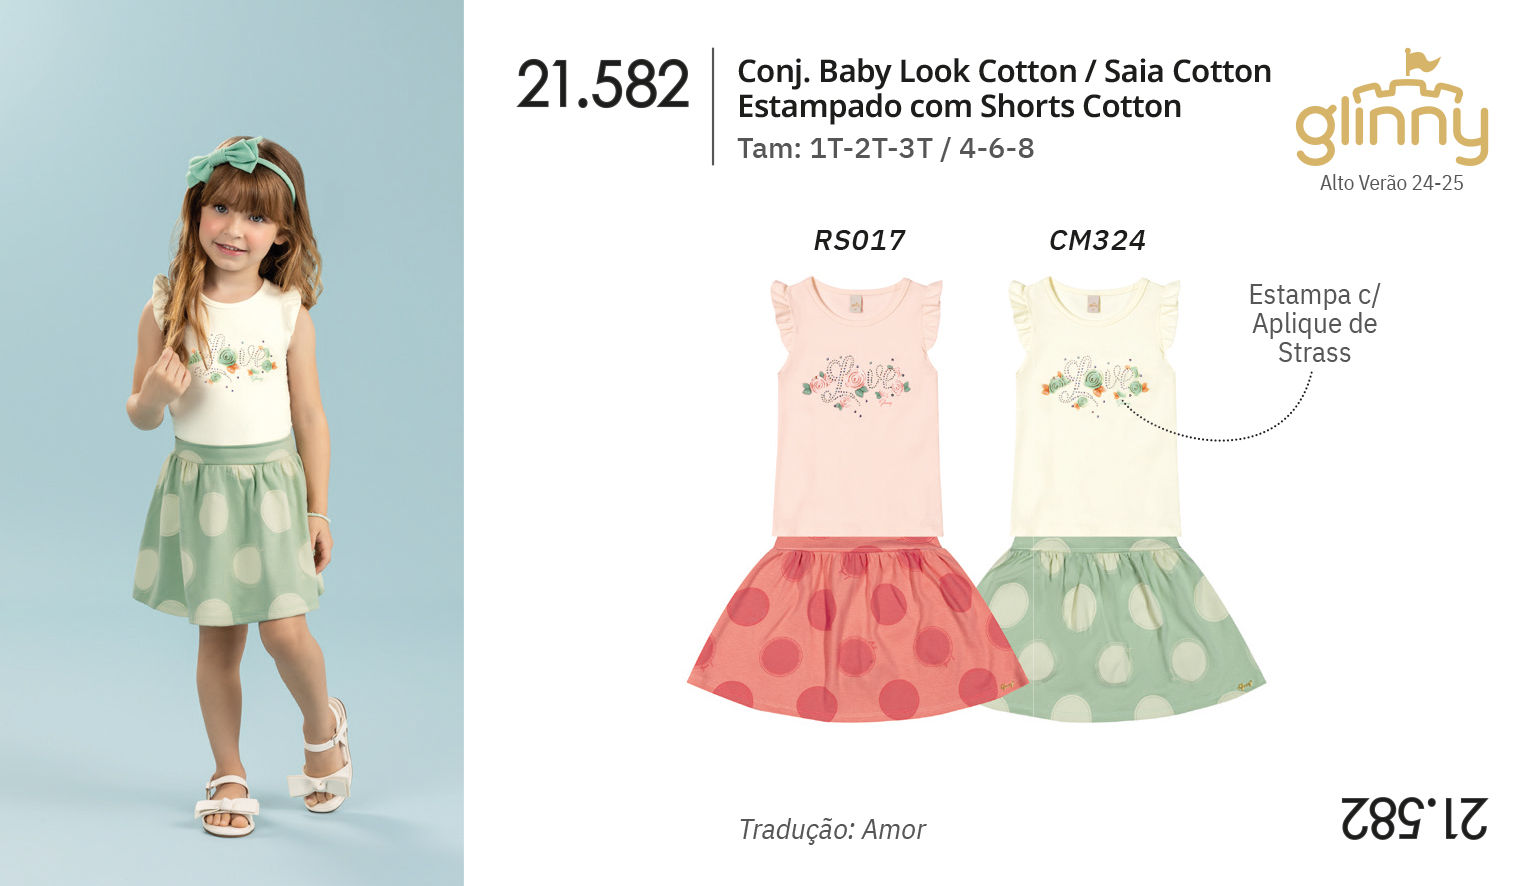 21.582
Conj. Baby Look Cotton / Saia Cotton
Estampado com Shorts Cotton
Tam: 1T-2T-3T / 4-6-8
glinny
Alto Verão 24-25
RS017
CM324
Estampa c/
Aplique de
Strass
Love
Love
Love
Tradução: Amor
21.582